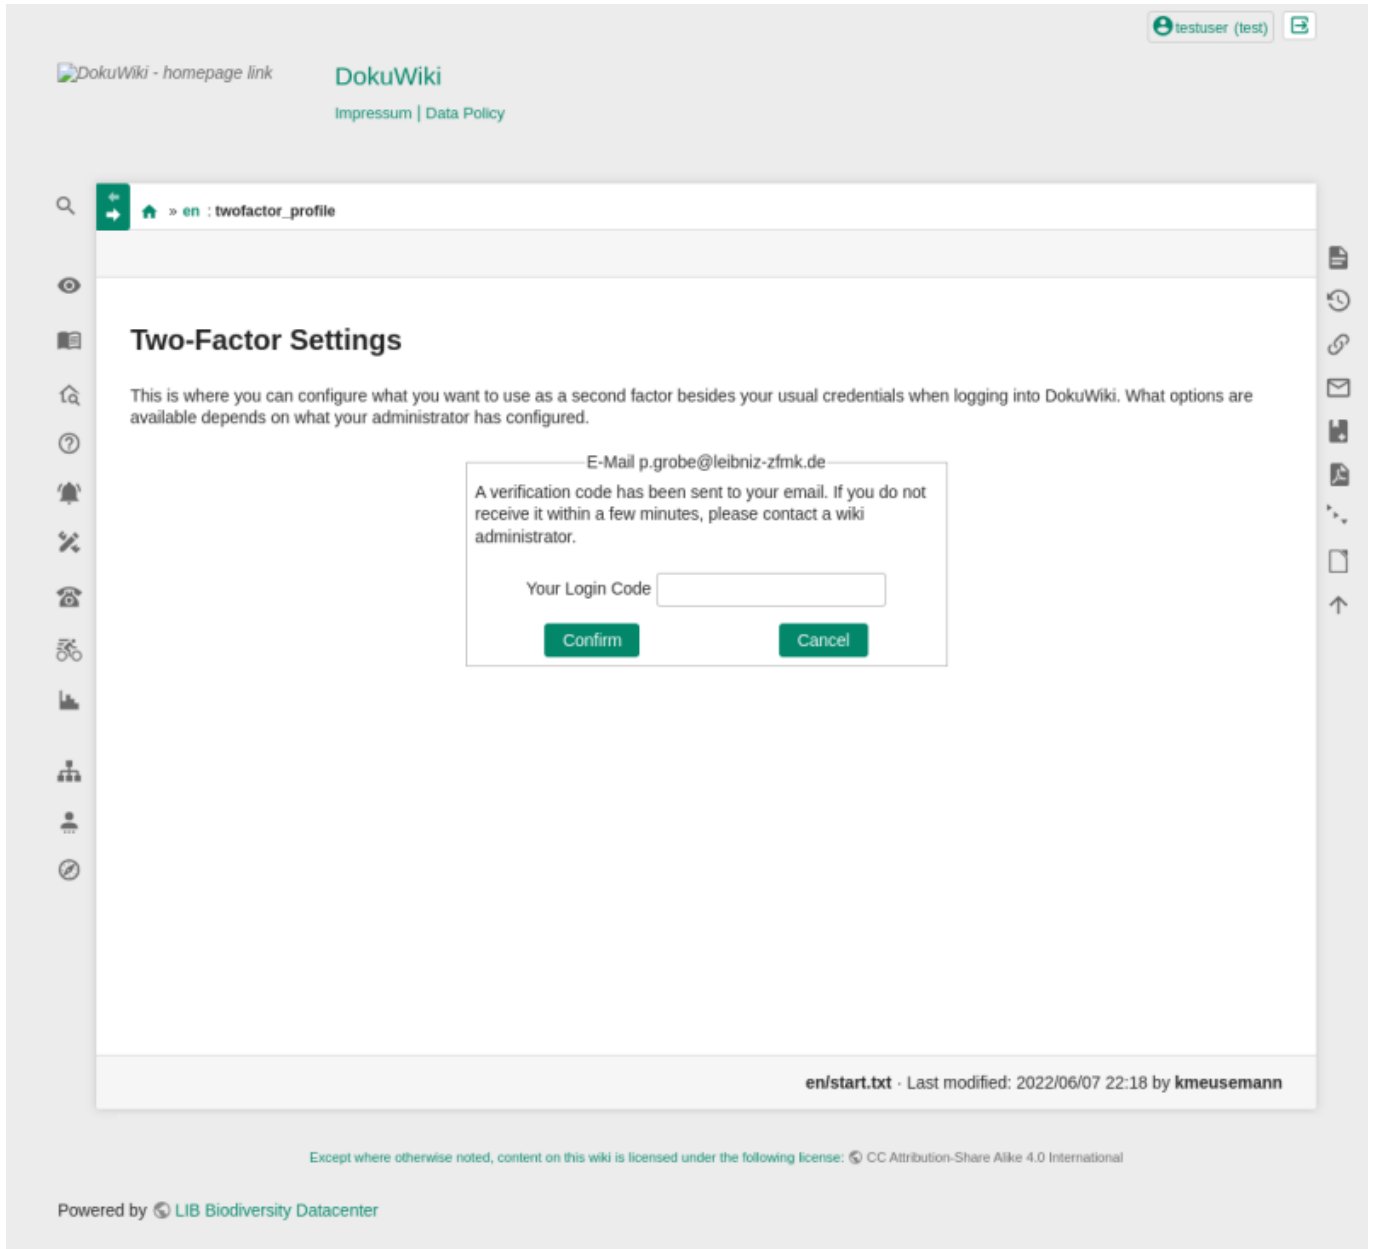 testuser (test)
DokuWiki - homepage link
DokuWiki
Impressum | Data Policy
» en : twofactor_profile
Two-Factor Settings
This is where you can configure what you want to use as a second factor besides your usual credentials when logging into DokuWiki. What options are
available depends on what your administrator has configured.
E-Mail p.grobe@leibniz-zfmk.de
A verification code has been sent to your email. If you do not
receive it within a few minutes, please contact a wiki
administrator.
Your Login Code
Confirm Cancel
en/start.txt · Last modified: 2022/06/07 22:18 by kmeusemann
Except where otherwise noted, content on this wiki is licensed under the following license: CC Attribution-Share Alike 4.0 International
Powered by LIB Biodiversity Datacenter